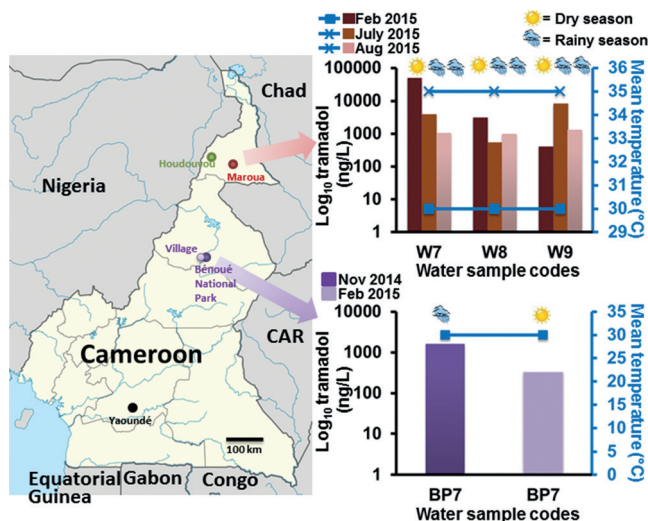 Chad
Houdouyou
Maroua
Nigeria
Village
Bénoué
National
Park
CAR
Cameroon
Yaoundé
100 km
Equatorial
Guinea
Gabon
Congo
Feb 2015
July 2015
Aug 2015
= Dry season
= Rainy season
Log10 tramadol
(ng/L)
100000
10000
1000
100
10
1
36
35
34
33
32
31
30
29
Mean temperature (°C)
W7 W8 W9
Water sample codes
Nov 2014
Feb 2015
Log10 tramadol
(ng/L)
10000
1000
100
10
1
35
30
25
20
15
10
5
0
Mean temperature (°C)
BP7 BP7
Water sample codes